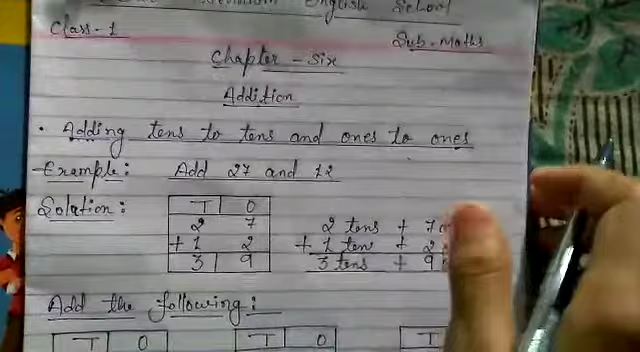 English School
Class-1
Sub-Maths
Chapter - Six
Addition
• Adding tens to tens and ones to ones
Example: Add 27 and 12
Solution:
T O
2 7
+ 1 2
3 9
2 tens + 7
+ 1 ten + 2
3 tens + 9
Add the following:
T O
T O
T